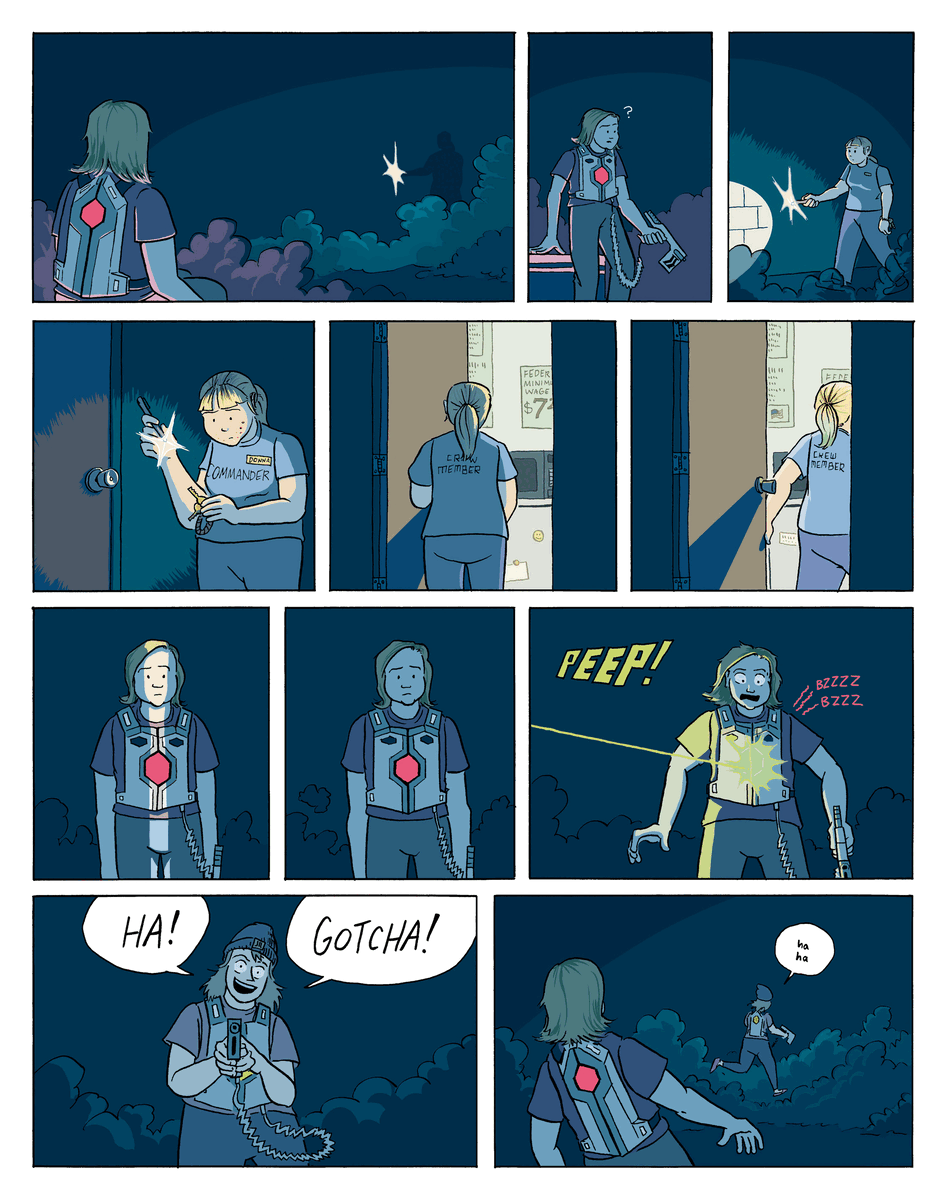 ?
DONNA
OMMANDER
CREW
MEMBER
FEDER
MINIM
WAGE
$7
CREW
MEMBER
FEDE
PEEP!
BZZZZ
BZZZ
HA!
GOTCHA!
ha
ha